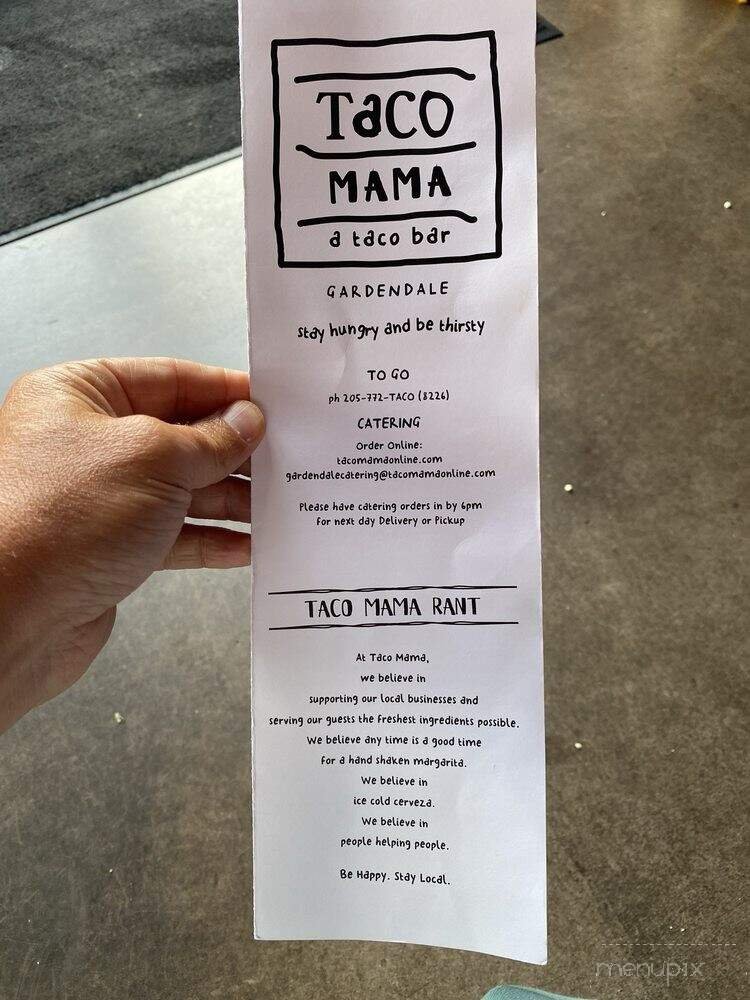 Taco
MAMA
a taco bar
GARDENDALE
stay hungry and be thirsty
TO GO
ph 205-772-TACO (8226)
CATERING
Order Online:
tacomamaonline.com
gardendalecatering@tacomamaonline.com
Please have catering orders in by 6pm
for next day Delivery or Pickup
TACO MAMA RANT
At Taco Mama,
we believe in
supporting our local businesses and
serving our guests the freshest ingredients possible.
We believe any time is a good time
for a hand shaken margarita.
We believe in
ice cold cerveza.
We believe in
people helping people.
Be Happy. Stay Local.
menupix